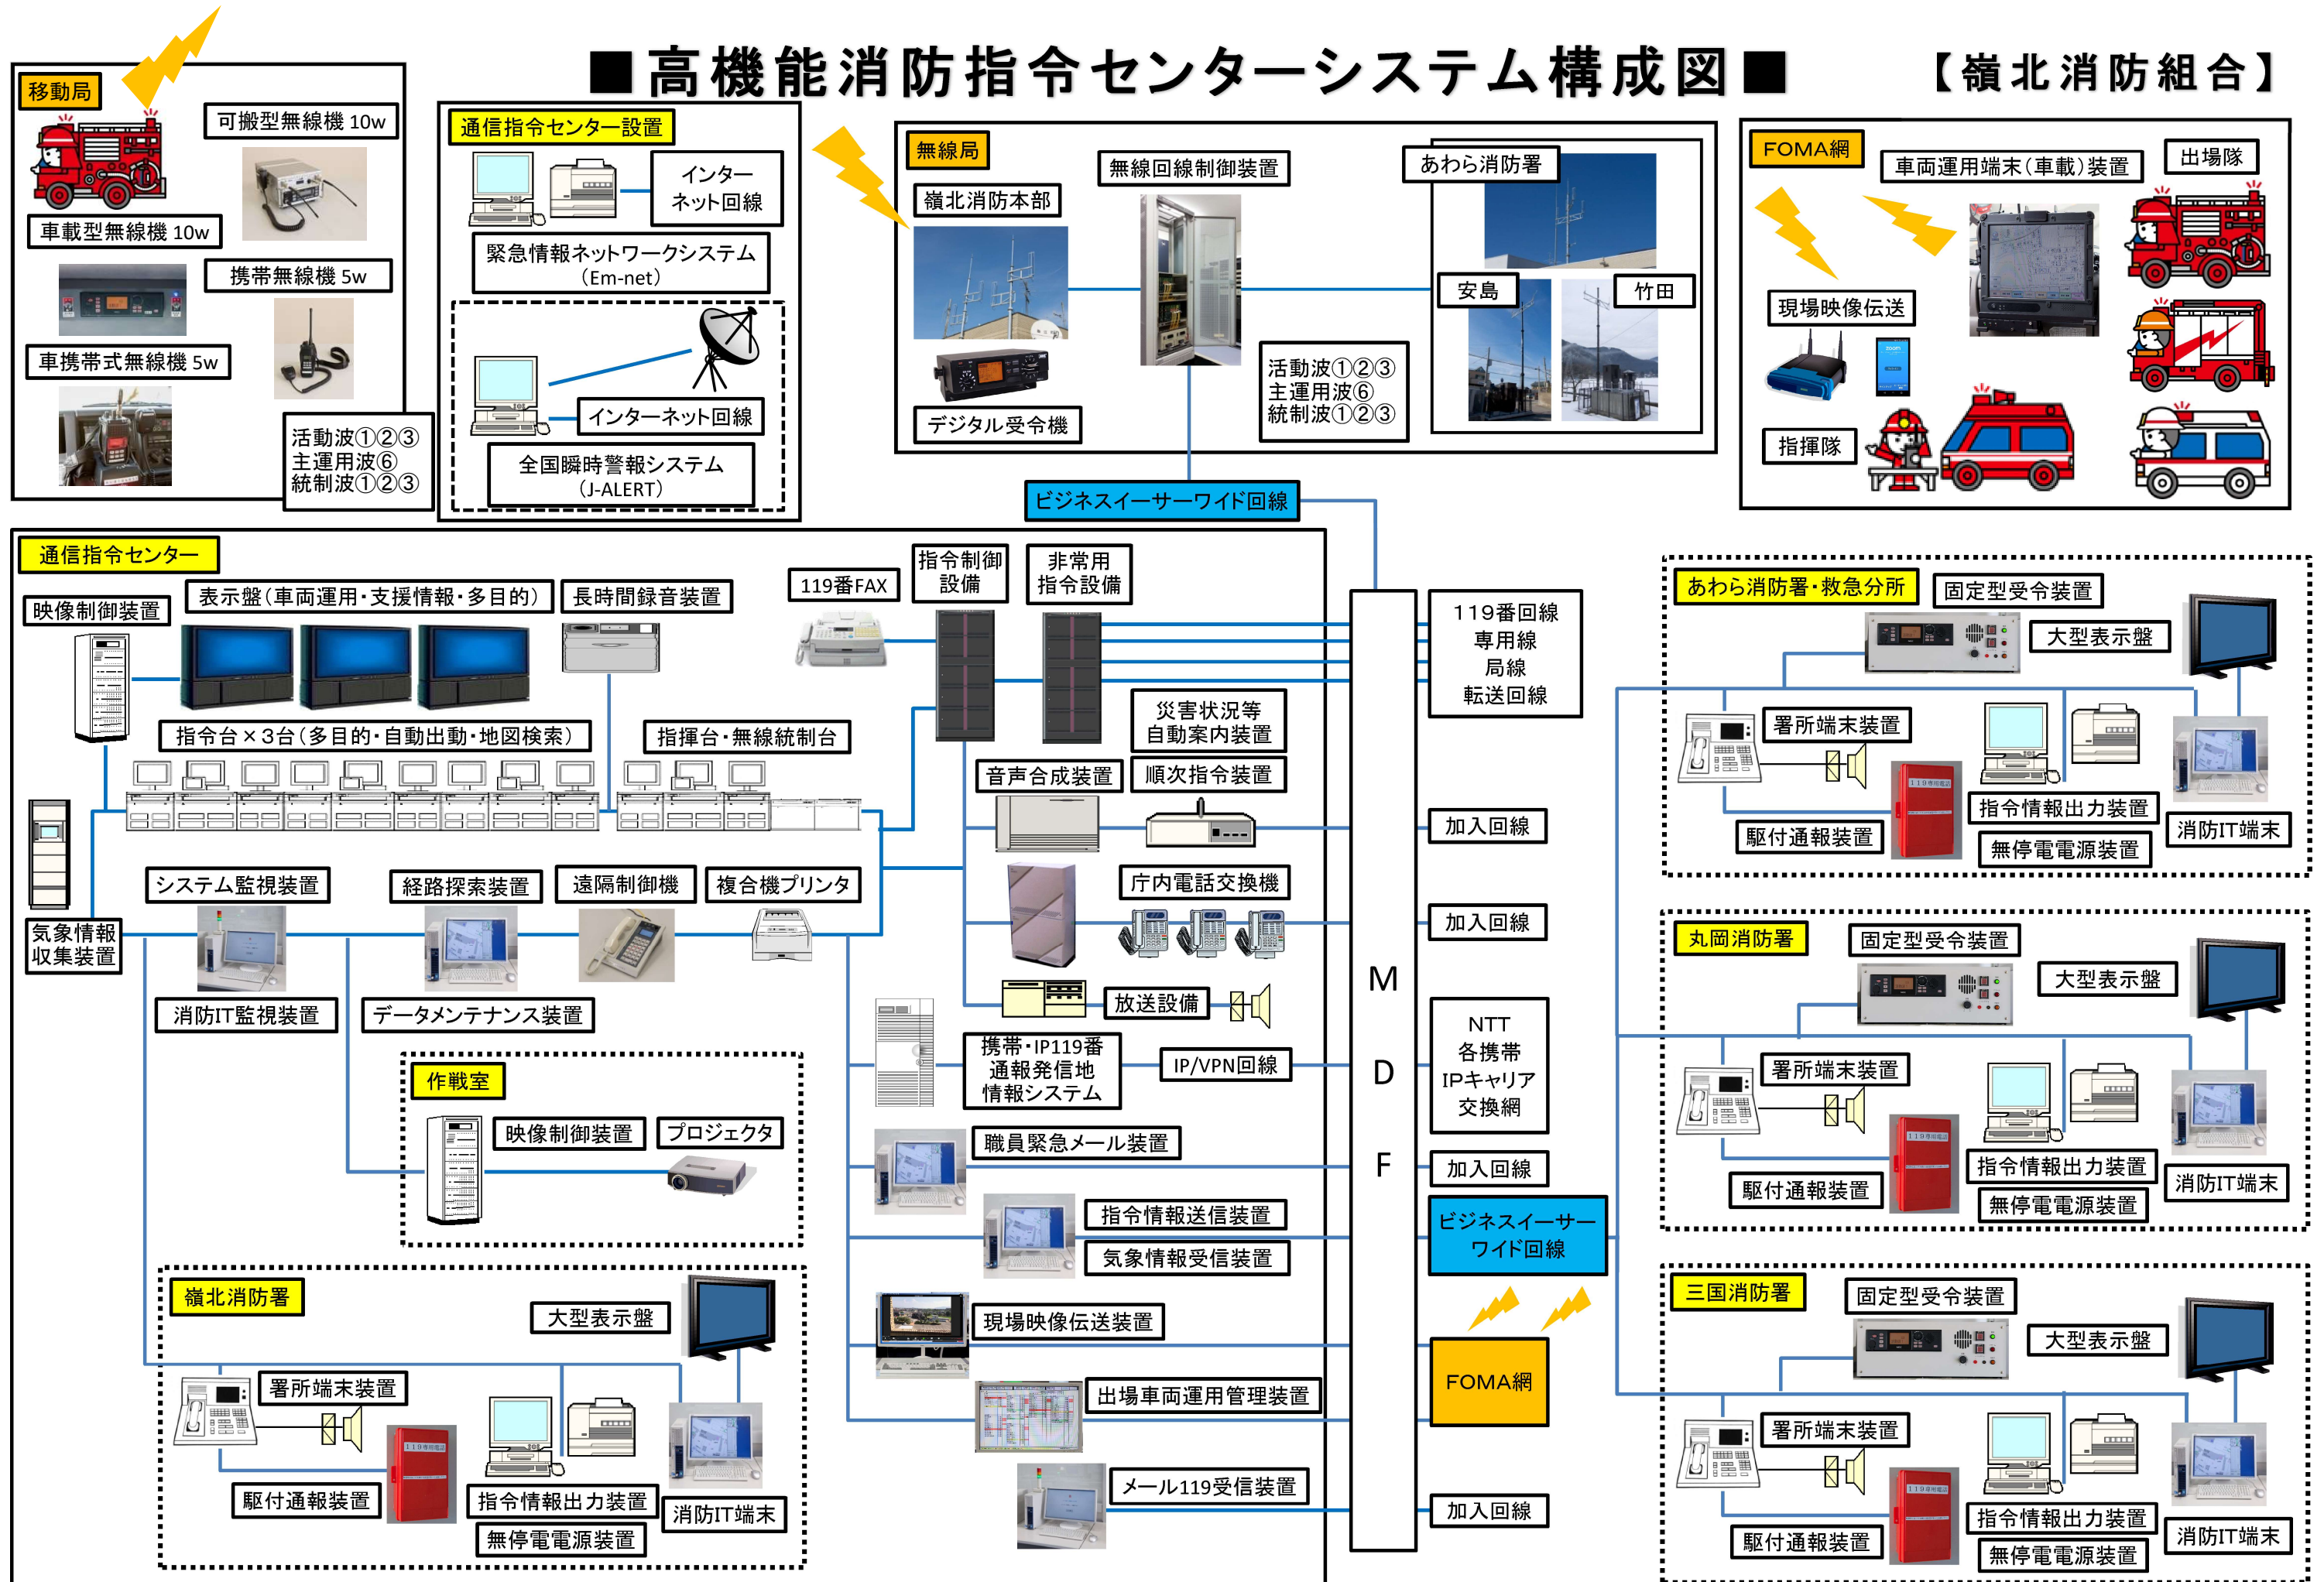 ■高機能消防指令センターシステム構成図■
【嶺北消防組合】
移動局
可搬型無線機 10w
車載型無線機 10w
携帯無線機 5w
車携帯式無線機 5w
活動波①②③
主運用波⑥
統制波①②③
通信指令センター設置
インター
ネット回線
緊急情報ネットワークシステム
（Em-net）
インターネット回線
全国瞬時警報システム
（J-ALERT）
無線局
嶺北消防本部
デジタル受令機
無線回線制御装置
活動波①②③
主運用波⑥
統制波①②③
あわら消防署
安島
竹田
FOMA網
車両運用端末（車載）装置
出場隊
現場映像伝送
指揮隊
ビジネスイーサーワイド回線
通信指令センター
映像制御装置
表示盤（車両運用・支援情報・多目的）
長時間録音装置
119番FAX
指令制御
設備
非常用
指令設備
指令台×3台（多目的・自動出動・地図検索）
指揮台・無線統制台
災害状況等
自動案内装置
音声合成装置
順次指令装置
気象情報
収集装置
システム監視装置
経路探索装置
遠隔制御機
複合機プリンタ
庁内電話交換機
消防IT監視装置
データメンテナンス装置
放送設備
携帯・IP119番
通報発信地
情報システム
IP/VPN回線
作戦室
映像制御装置
プロジェクタ
職員緊急メール装置
指令情報送信装置
気象情報受信装置
現場映像伝送装置
出場車両運用管理装置
メール119受信装置
嶺北消防署
大型表示盤
署所端末装置
119専用電話
駆付通報装置
指令情報出力装置
無停電電源装置
消防IT端末
M
D
F
119番回線
専用線
局線
転送回線
加入回線
加入回線
NTT
各携帯
IPキャリア
交換網
加入回線
ビジネスイーサー
ワイド回線
FOMA網
加入回線
あわら消防署・救急分所
固定型受令装置
大型表示盤
署所端末装置
119専用電話
駆付通報装置
指令情報出力装置
無停電電源装置
消防IT端末
丸岡消防署
固定型受令装置
大型表示盤
署所端末装置
119専用電話
駆付通報装置
指令情報出力装置
無停電電源装置
消防IT端末
三国消防署
固定型受令装置
大型表示盤
署所端末装置
119専用電話
駆付通報装置
指令情報出力装置
無停電電源装置
消防IT端末